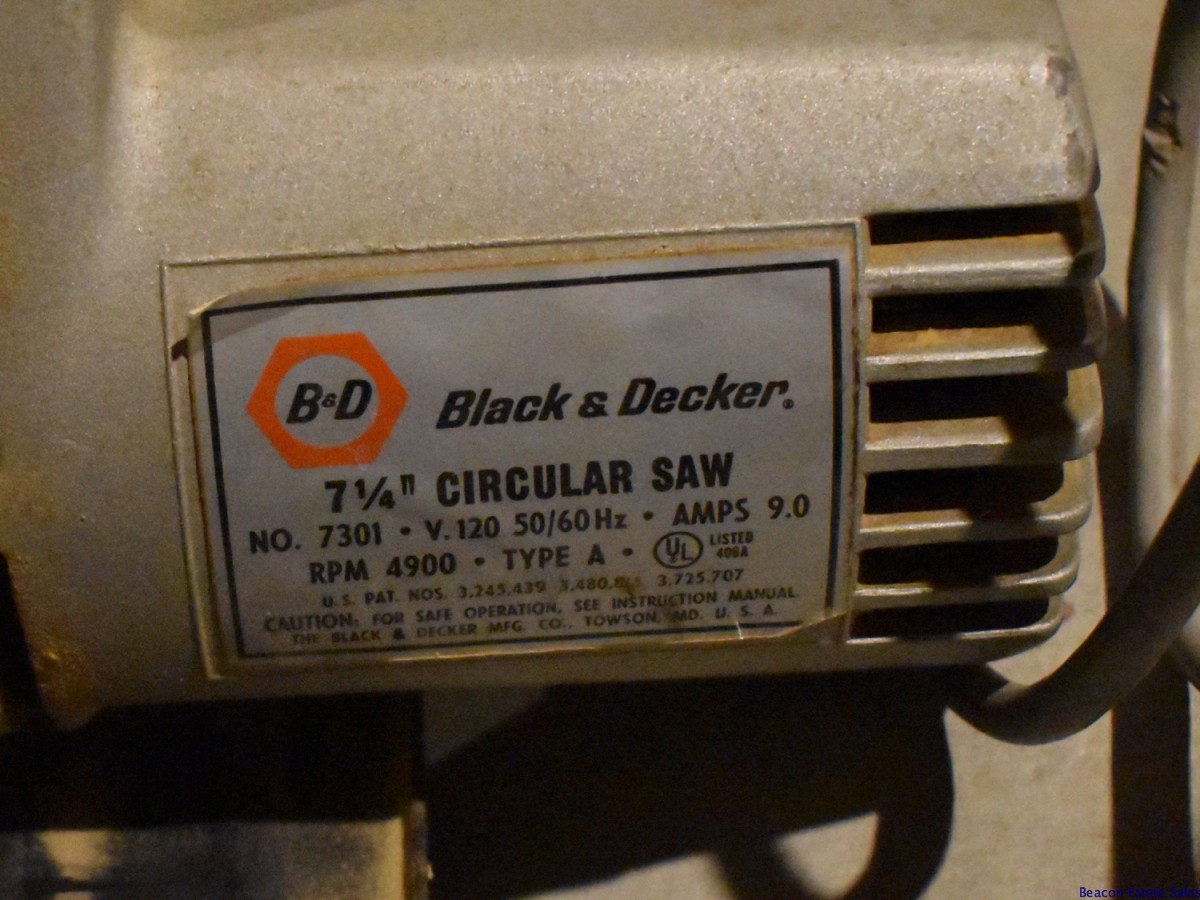 B&D
Black & Decker®
7 1/4" CIRCULAR SAW
NO. 7301 • V. 120 50/60 Hz • AMPS 9.0
RPM 4900 • TYPE A • UL LISTED 406A
U.S. PAT. NOS. 3,245,439 3,725,707
CAUTION: FOR SAFE OPERATION, SEE INSTRUCTION MANUAL
THE BLACK & DECKER MFG. CO., TOWSON, MD. U. S. A.
Beacon Estate Sales